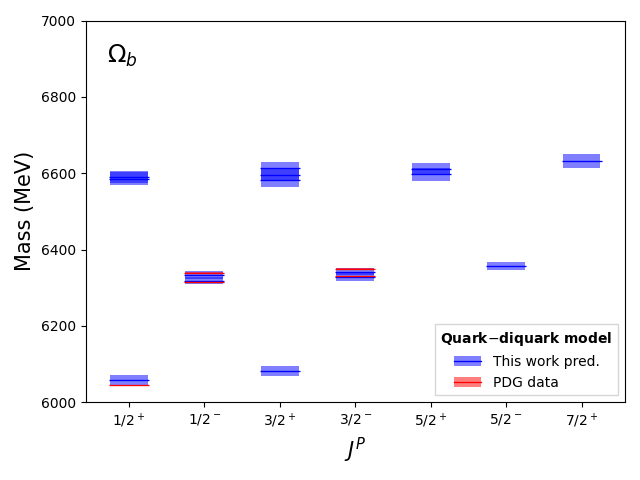 7000
6800
6600
6400
6200
6000
Mass (MeV)
Ω_b
Quark−diquark model
This work pred.
PDG data
1/2⁺ 1/2⁻ 3/2⁺ 3/2⁻ 5/2⁺ 5/2⁻ 7/2⁺
J^P